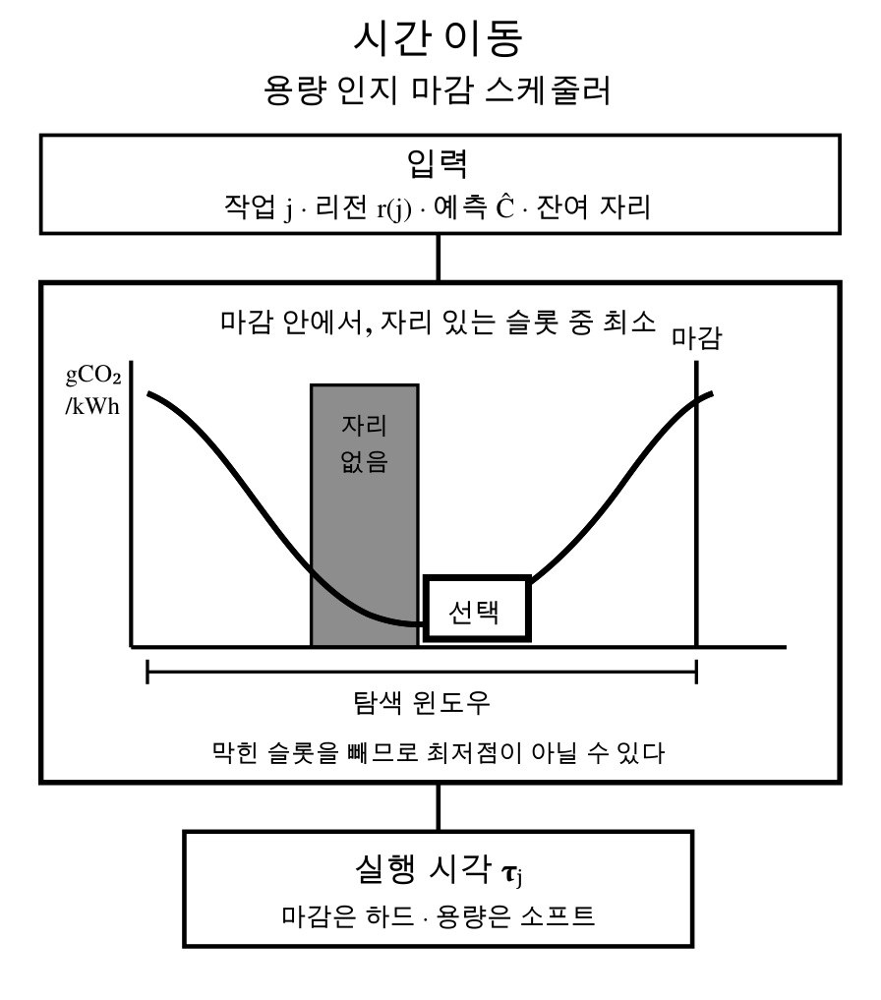 시간 이동
용량 인지 마감 스케줄러
입력
작업 j · 리전 r(j) · 예측 Ĉ · 잔여 자리
마감 안에서, 자리 있는 슬롯 중 최소
마감
gCO₂
/kWh
자리
없음
선택
탐색 윈도우
막힌 슬롯을 빼므로 최저점이 아닐 수 있다
실행 시각 τⱼ
마감은 하드 · 용량은 소프트